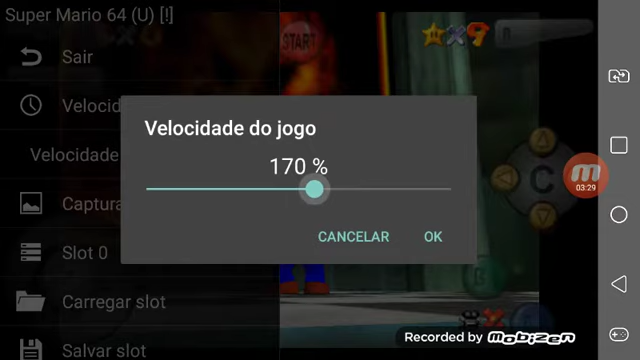 Super Mario 64 (U) [!]
Sair
START
x9
Velocid
Velocidade do jogo
Velocidade
170 %
Captura
C
03:29
CANCELAR
OK
Slot 0
Carregar slot
Salvar slot
Recorded by mobizen